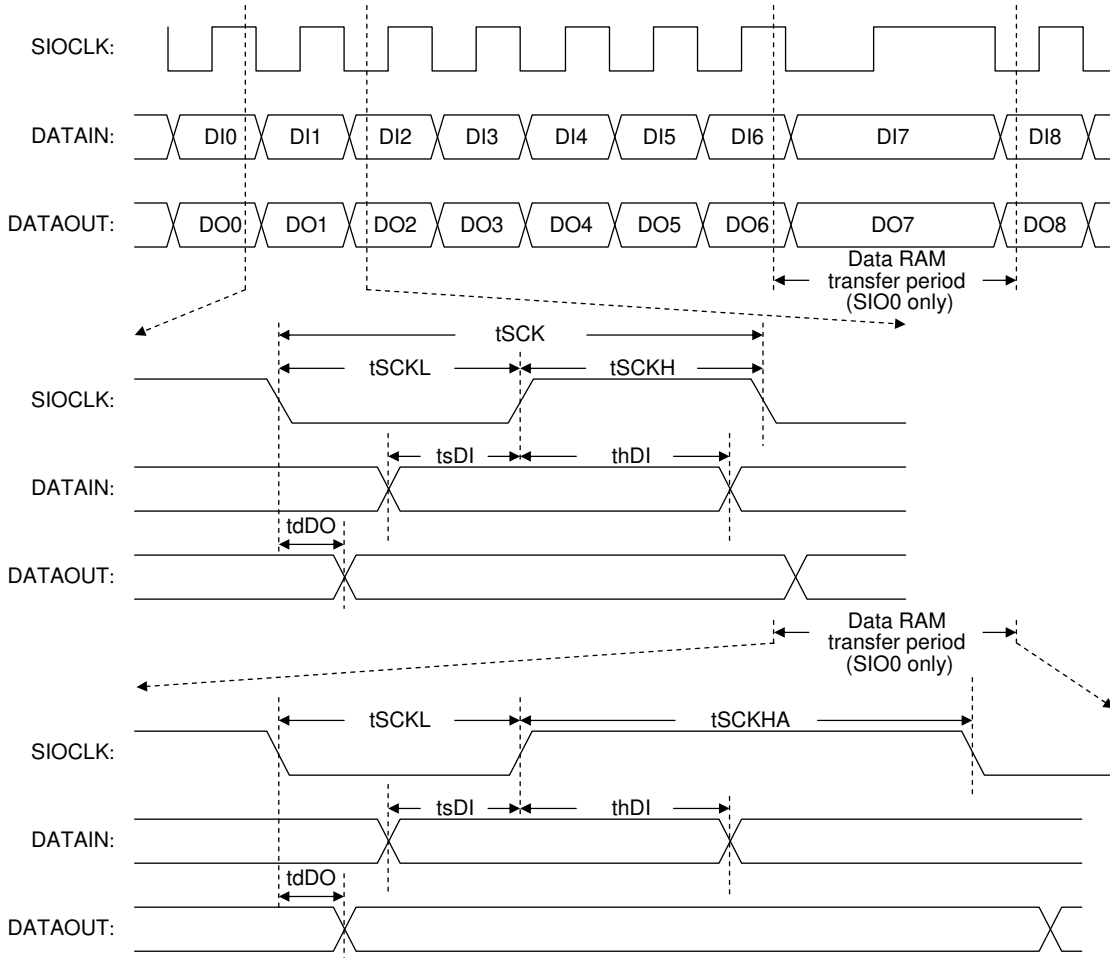 SIOCLK:
DATAIN: DI0 DI1 DI2 DI3 DI4 DI5 DI6 DI7 DI8
DATAOUT: DO0 DO1 DO2 DO3 DO4 DO5 DO6 DO7 DO8
Data RAM
transfer period
(SIO0 only)
tSCK
tSCKL tSCKH
SIOCLK:
tsDI thDI
DATAIN:
tdDO
DATAOUT:
Data RAM
transfer period
(SIO0 only)
tSCKL tSCKHA
SIOCLK:
tsDI thDI
DATAIN:
tdDO
DATAOUT: